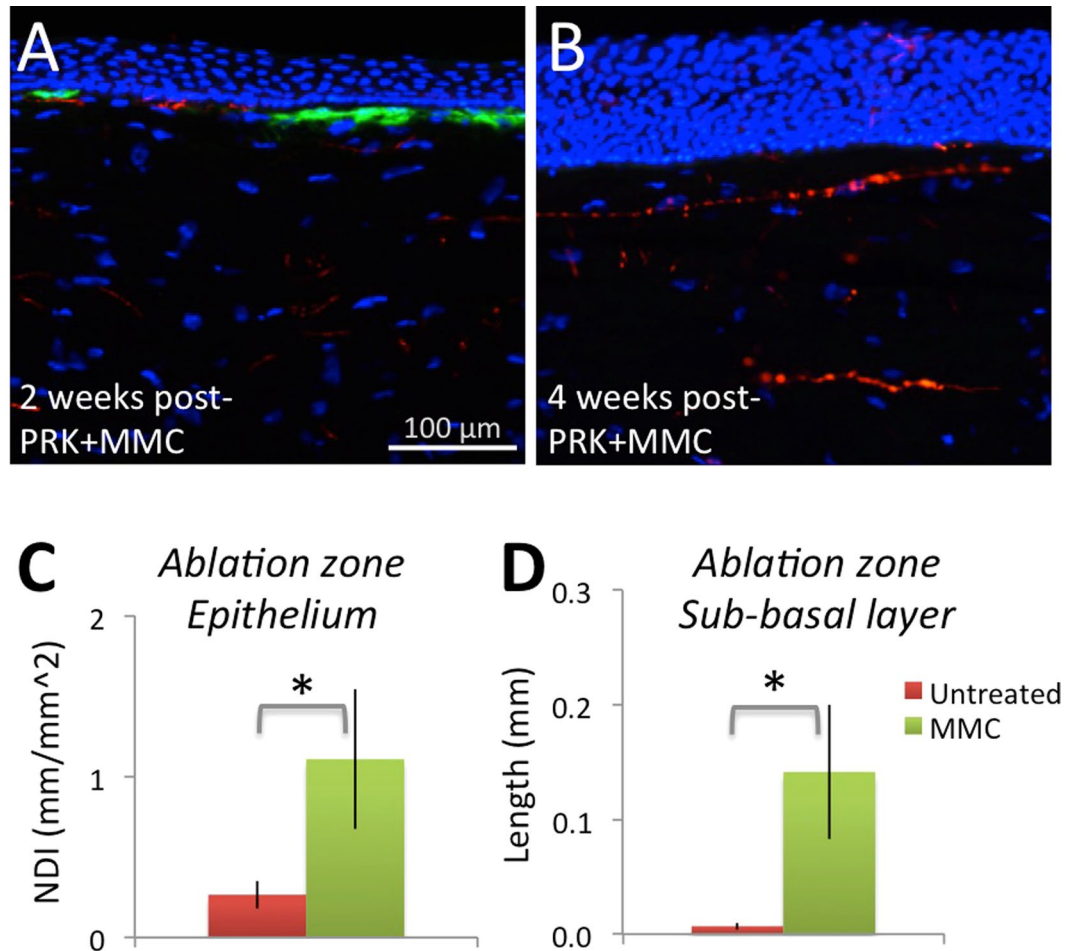 A
2 weeks post-
PRK+MMC
100 µm
B
4 weeks post-
PRK+MMC
C
Ablation zone
Epithelium
NDI (mm/mm^2)
2
1
0
*
D
Ablation zone
Sub-basal layer
Length (mm)
0.3
0.2
0.1
0.0
*
Untreated
MMC